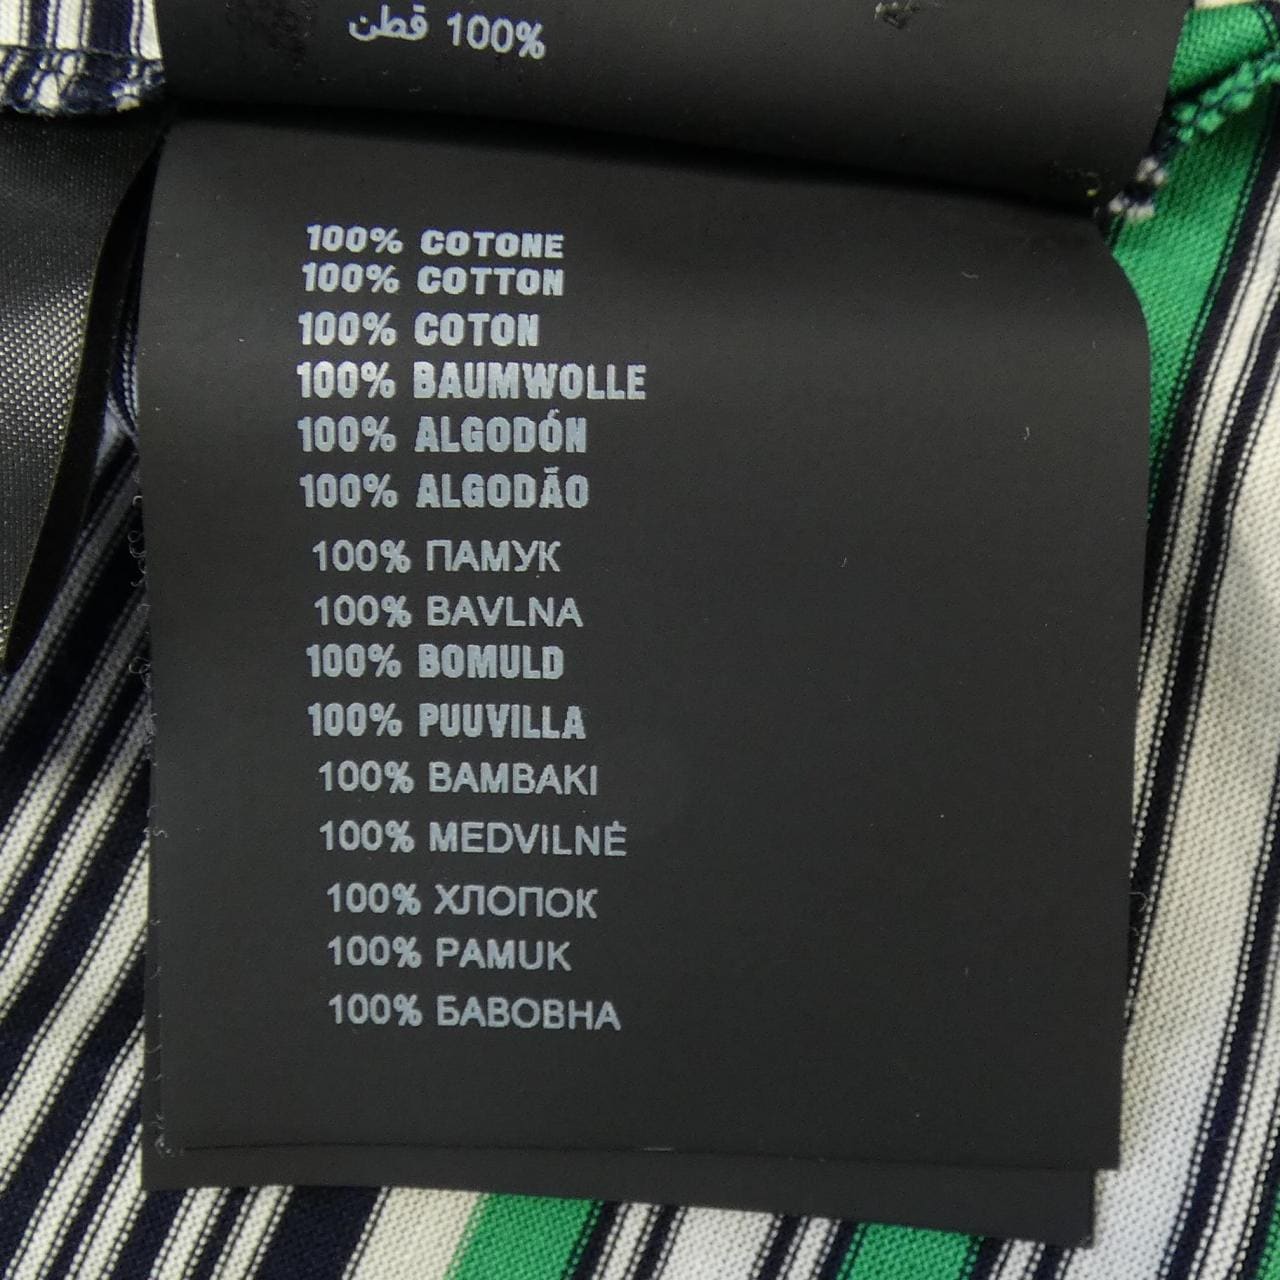 100% قطن
100% COTONE
100% COTTON
100% COTON
100% BAUMWOLLE
100% ALGODÓN
100% ALGODÃO
100% ПАМУК
100% BAVLNA
100% BOMULD
100% PUUVILLA
100% BAMBAKI
100% MEDVILNĖ
100% ХЛОПОК
100% PAMUK
100% БАВОВНА